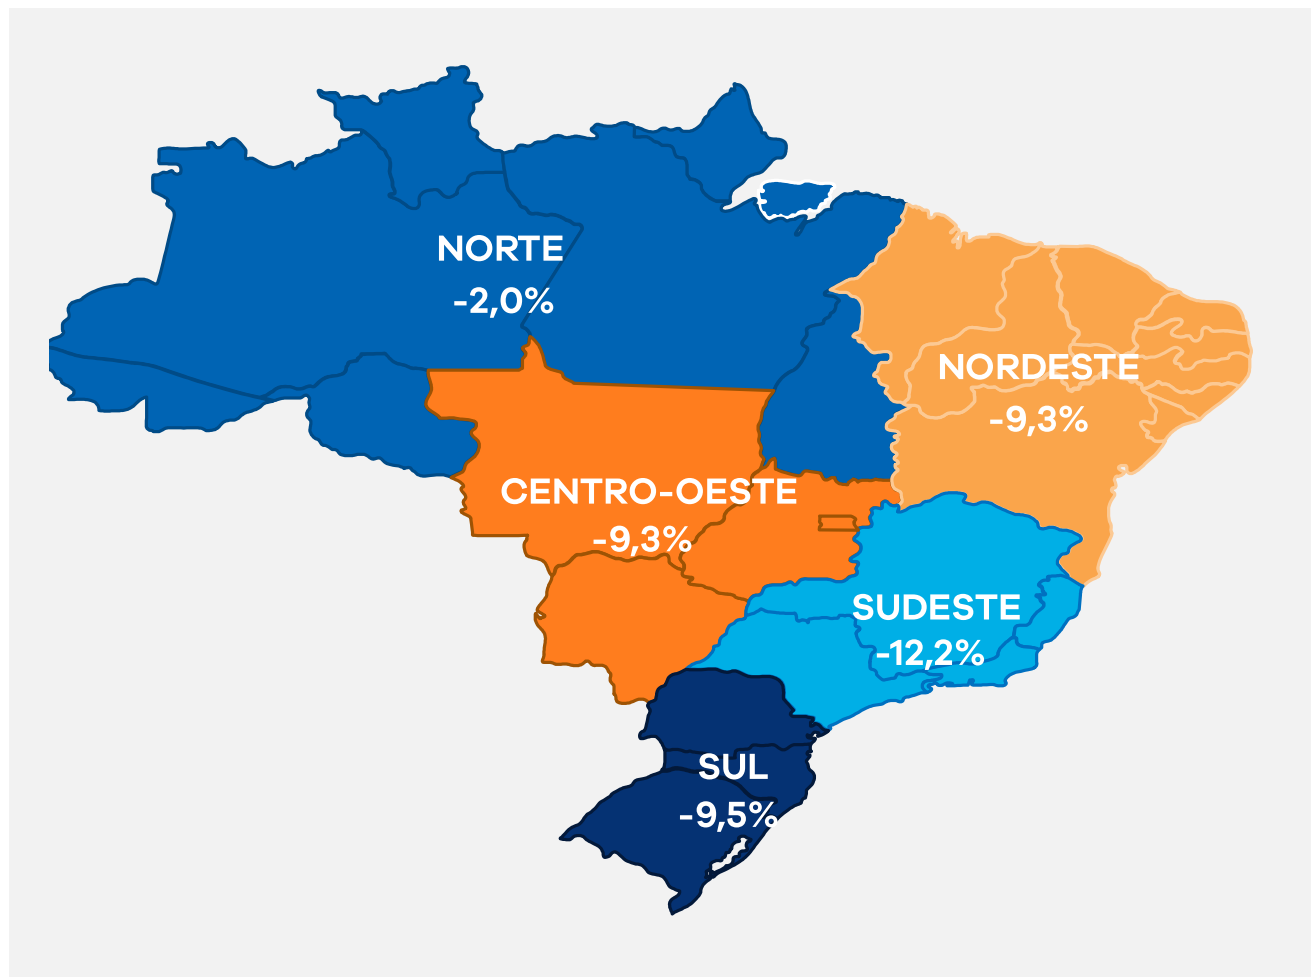 NORTE
-2,0%
NORDESTE
-9,3%
CENTRO-OESTE
-9,3%
SUDESTE
-12,2%
SUL
-9,5%